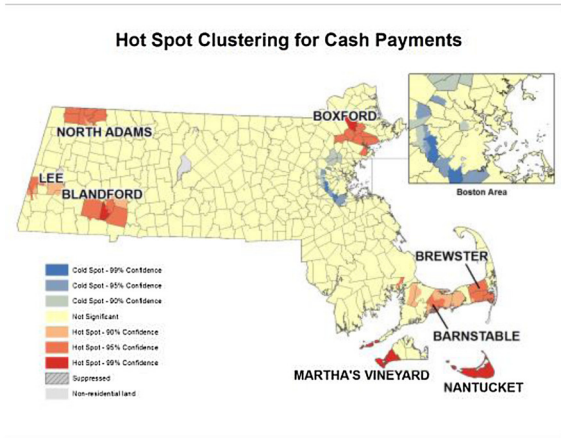 Hot Spot Clustering for Cash Payments
BOXFORD
NORTH ADAMS
LEE
BLANDFORD
Boston Area
BREWSTER
BARNSTABLE
MARTHA'S VINEYARD
NANTUCKET
Cold Spot - 99% Confidence
Cold Spot - 95% Confidence
Cold Spot - 90% Confidence
Not Significant
Hot Spot - 90% Confidence
Hot Spot - 95% Confidence
Hot Spot - 99% Confidence
Suppressed
Non-residential land